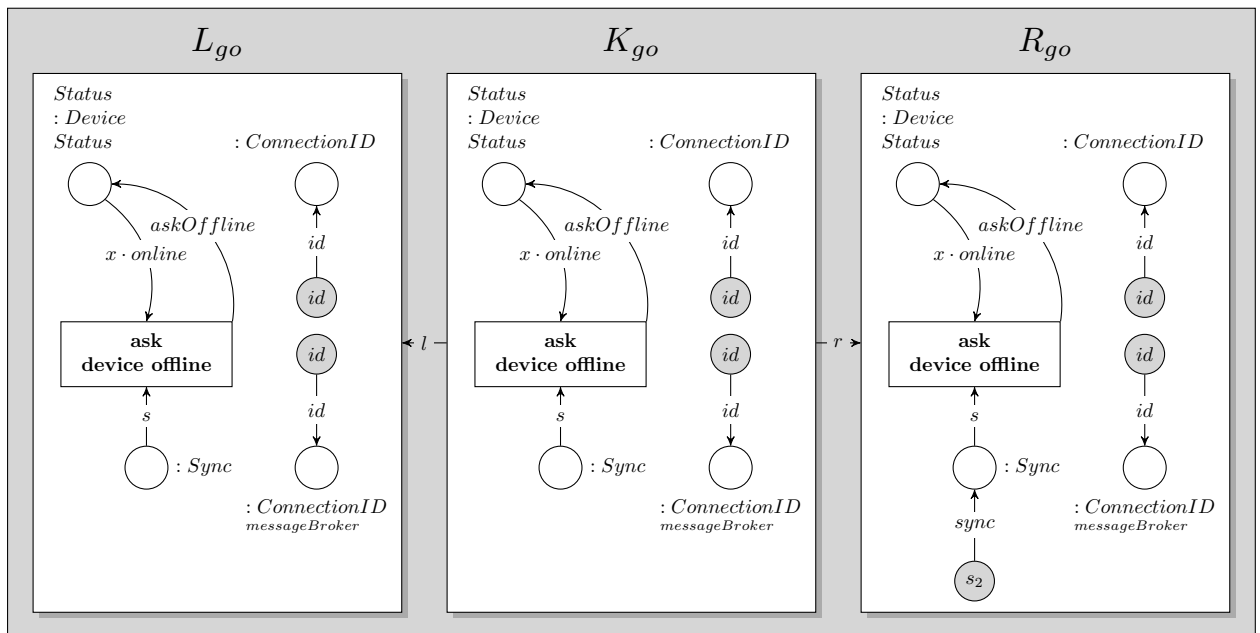 L_go
K_go
R_go
Status
: Device
Status
: ConnectionID
askOffline
id
x · online
id
ask
device offline
id
s
id
: Sync
: ConnectionID
messageBroker
l
Status
: Device
Status
: ConnectionID
askOffline
id
x · online
id
ask
device offline
id
s
id
: Sync
: ConnectionID
messageBroker
r
Status
: Device
Status
: ConnectionID
askOffline
id
x · online
id
ask
device offline
id
s
id
: Sync
: ConnectionID
messageBroker
sync
s_2